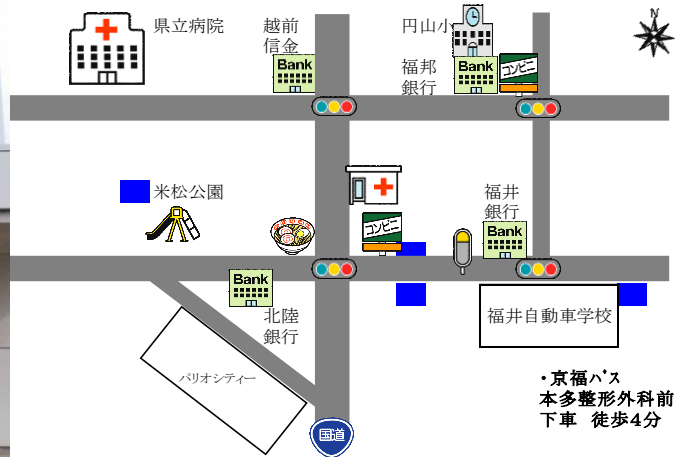 県立病院
越前
信金
円山小
N
Bank
福邦
銀行
Bank
コンビニ
米松公園
福井
銀行
コンビニ
Bank
Bank
北陸
銀行
福井自動車学校
パリオシティー
・京福バス
本多整形外科前
下車 徒歩4分
国道